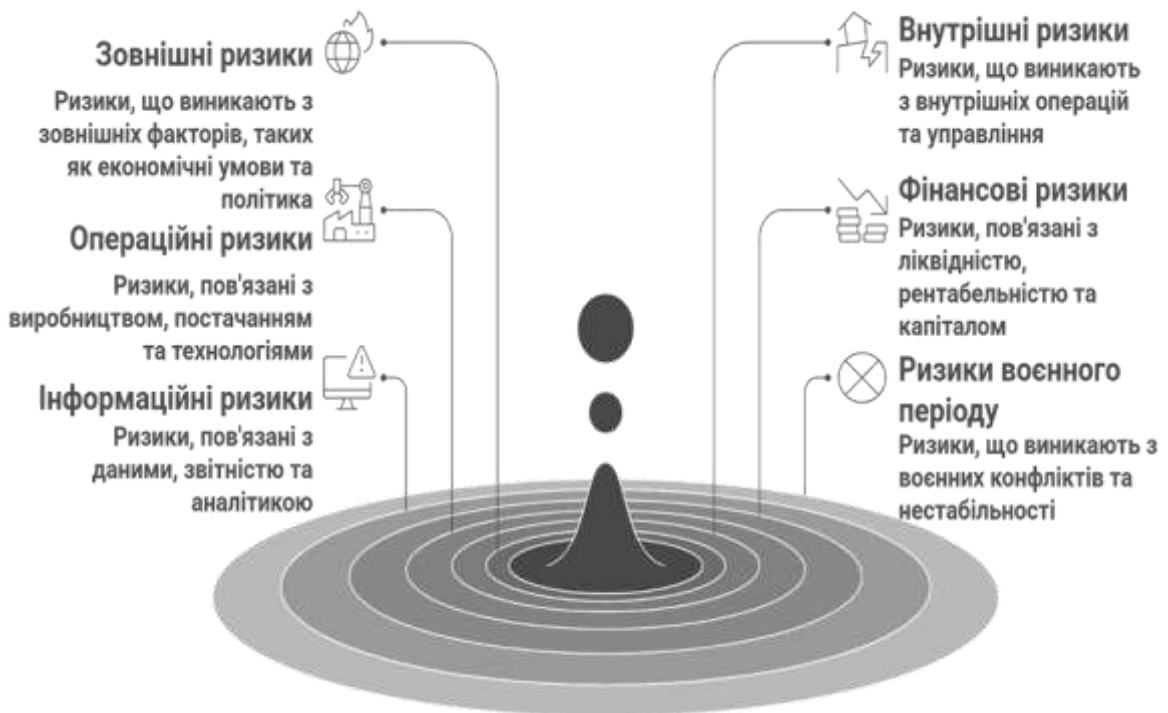 Зовнішні ризики
Ризики, що виникають з
зовнішніх факторів, таких
як економічні умови та
політика
Операційні ризики
Ризики, пов'язані з
виробництвом, постачанням
та технологіями
Інформаційні ризики
Ризики, пов'язані з
даними, звітністю та
аналітикою
Внутрішні ризики
Ризики, що виникають
з внутрішніх операцій
та управління
Фінансові ризики
Ризики, пов'язані з
ліквідністю,
рентабельністю та
капіталом
Ризики воєнного
періоду
Ризики, що виникають з
воєнних конфліктів та
нестабільності